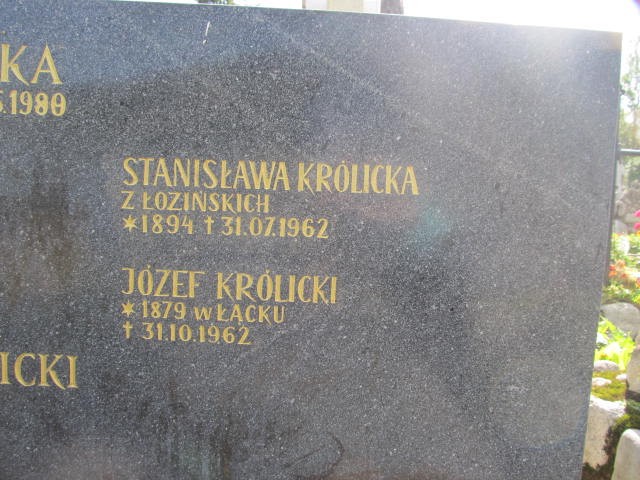 KA
.1980
STANISŁAWA KRÓLICKA
Z ŁOZIŃSKICH
*1894 †31.07.1962
JÓZEF KRÓLICKI
*1879 W ŁĄCKU
†31.10.1962
ICKI